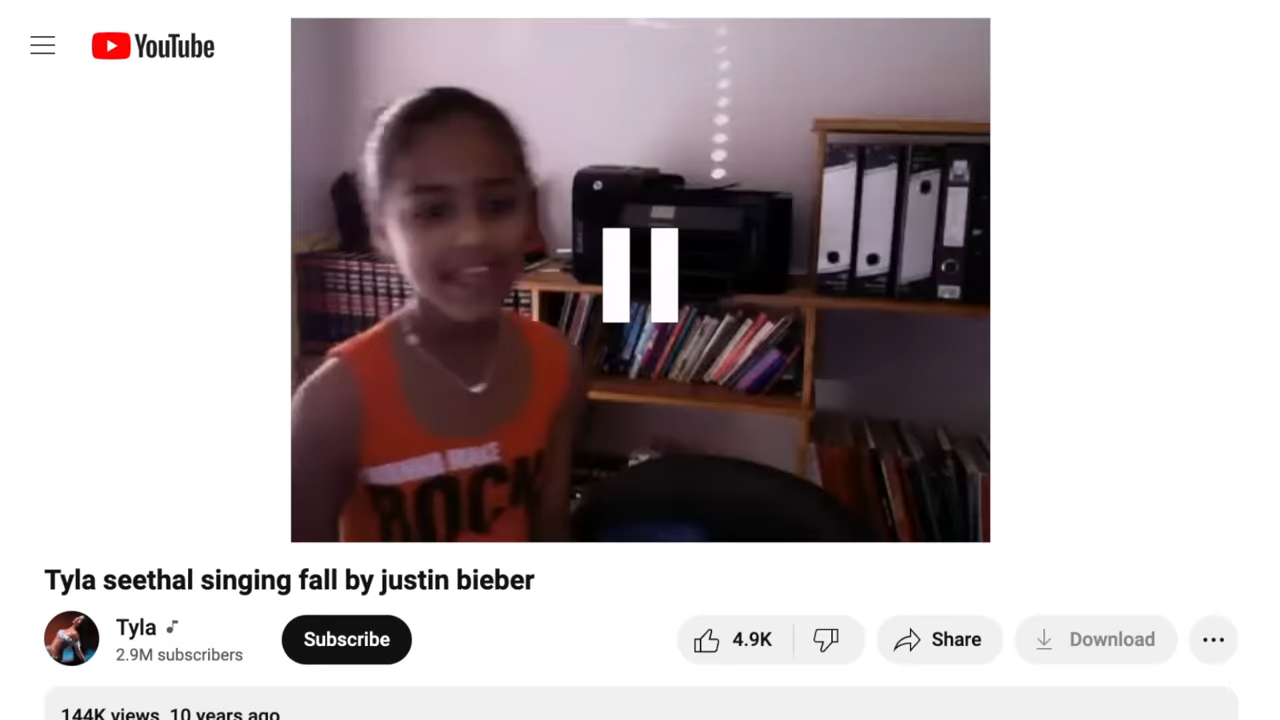 YouTube
ROCK
Tyla seethal singing fall by justin bieber
Tyla
2.9M subscribers
Subscribe
4.9K
Share
Download
144K views 10 years ago